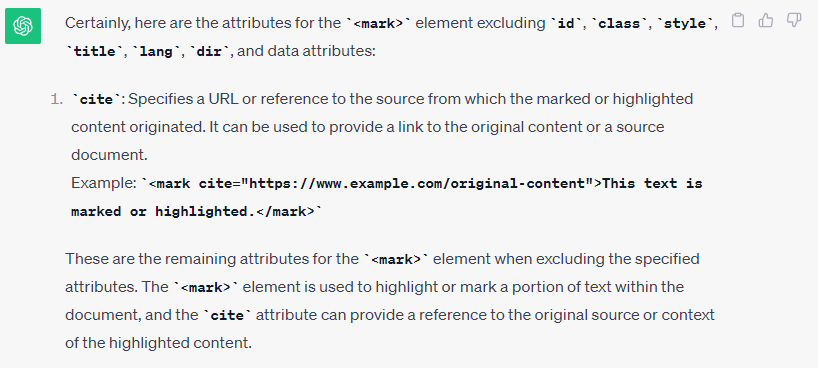 Certainly, here are the attributes for the `<mark>` element excluding `id`, `class`, `style`,
`title`, `lang`, `dir`, and data attributes:
1. `cite`: Specifies a URL or reference to the source from which the marked or highlighted
content originated. It can be used to provide a link to the original content or a source
document.
Example: `<mark cite="https://www.example.com/original-content">This text is
marked or highlighted.</mark>`
These are the remaining attributes for the `<mark>` element when excluding the specified
attributes. The `<mark>` element is used to highlight or mark a portion of text within the
document, and the `cite` attribute can provide a reference to the original source or context
of the highlighted content.